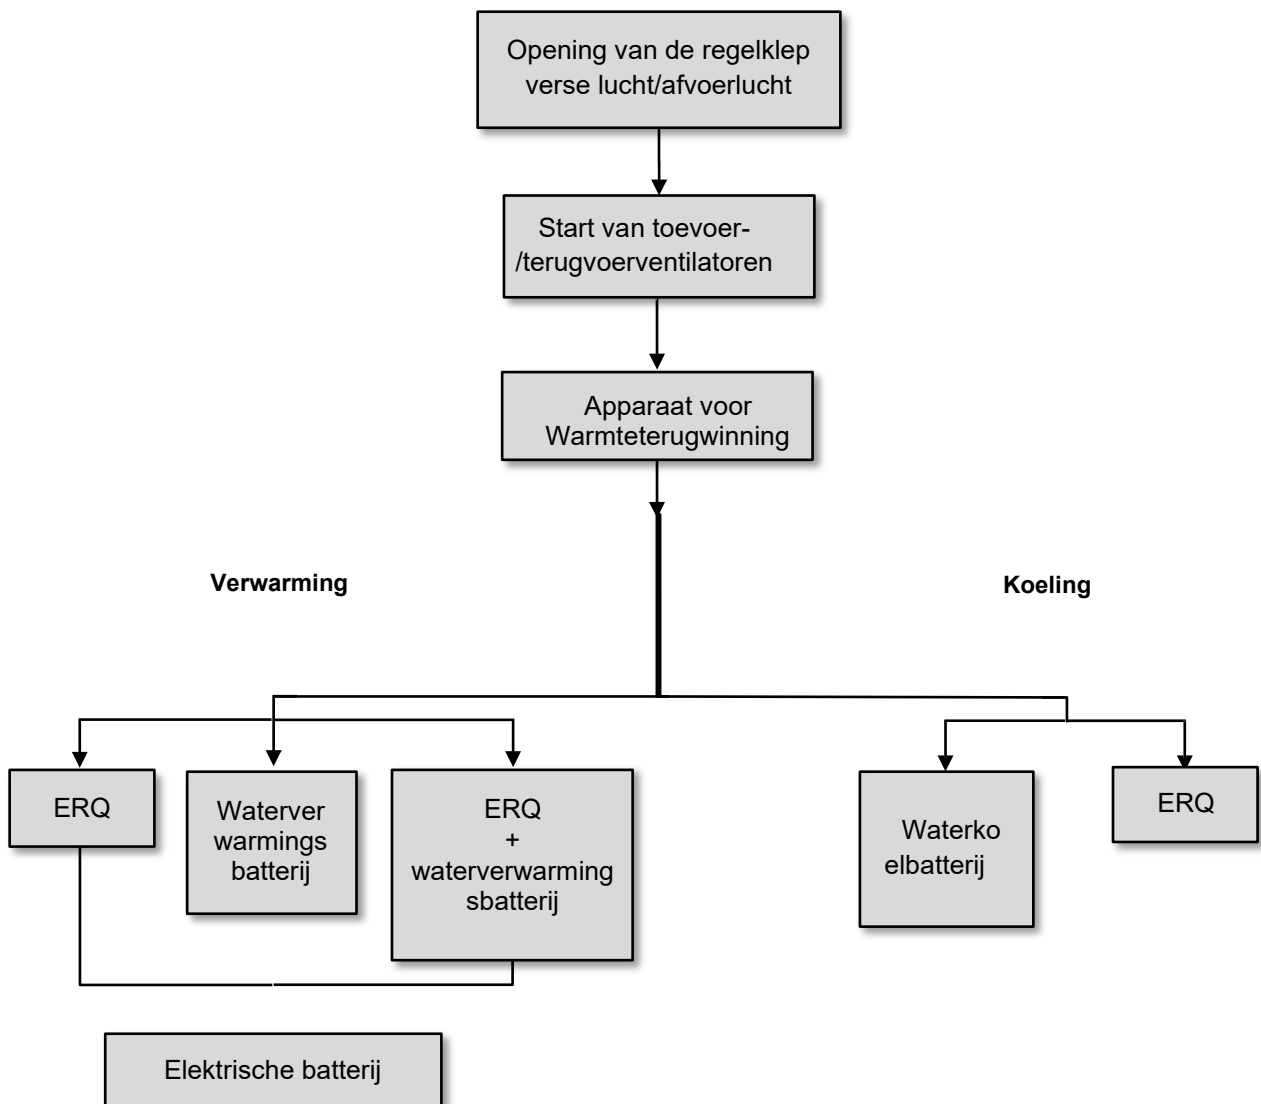 Opening van de regelklep
verse lucht/afvoerlucht
Start van toevoer-
/terugvoerventilatoren
Apparaat voor
Warmteterugwinning
Verwarming
Koeling
ERQ
Waterver
warmings
batterij
ERQ
+
waterverwarming
sbatterij
Waterko
elbatterij
ERQ
Elektrische batterij